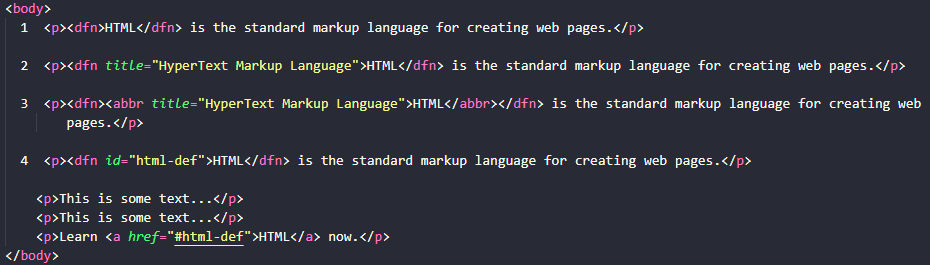 <body>
1 <p><dfn>HTML</dfn> is the standard markup language for creating web pages.</p>
2 <p><dfn title="HyperText Markup Language">HTML</dfn> is the standard markup language for creating web pages.</p>
3 <p><dfn><abbr title="HyperText Markup Language">HTML</abbr></dfn> is the standard markup language for creating web
pages.</p>
4 <p><dfn id="html-def">HTML</dfn> is the standard markup language for creating web pages.</p>
<p>This is some text...</p>
<p>This is some text...</p>
<p>Learn <a href="#html-def">HTML</a> now.</p>
</body>